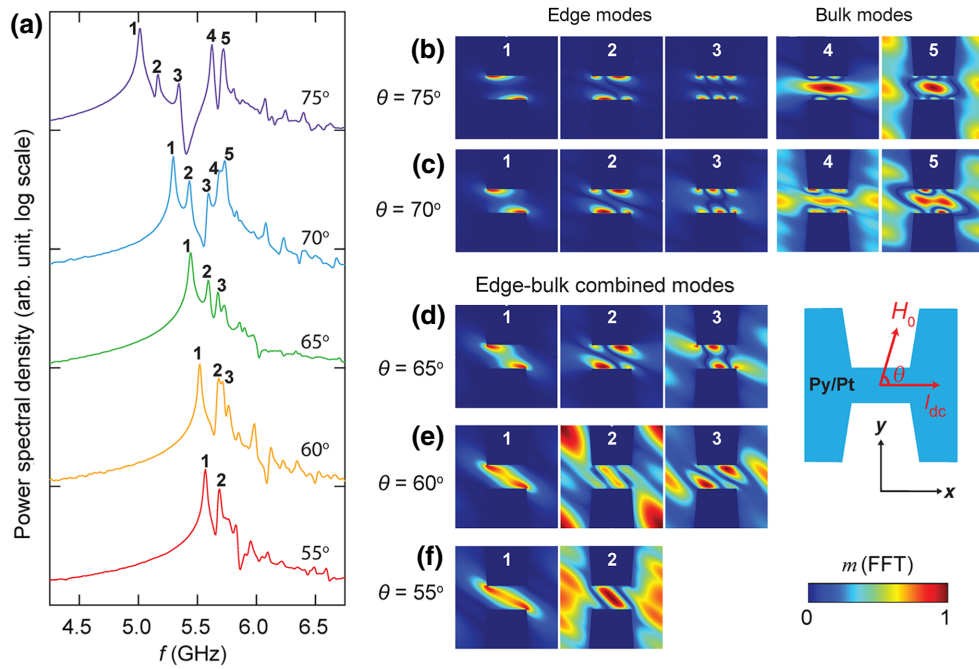 (a)
Power spectral density (arb. unit, log scale)
1 2 3 4 5
75°
1 2 3 4 5
70°
1 2 3
65°
1 2 3
60°
1 2
55°
4.5 5.0 5.5 6.0 6.5
f (GHz)
Edge modes Bulk modes
(b)
θ = 75°
1 2 3 4 5
(c)
θ = 70°
1 2 3 4 5
Edge-bulk combined modes
(d)
θ = 65°
1 2 3
(e)
θ = 60°
1 2 3
(f)
θ = 55°
1 2
H0
Py/Pt
θ
Idc
y
x
m (FFT)
0 1